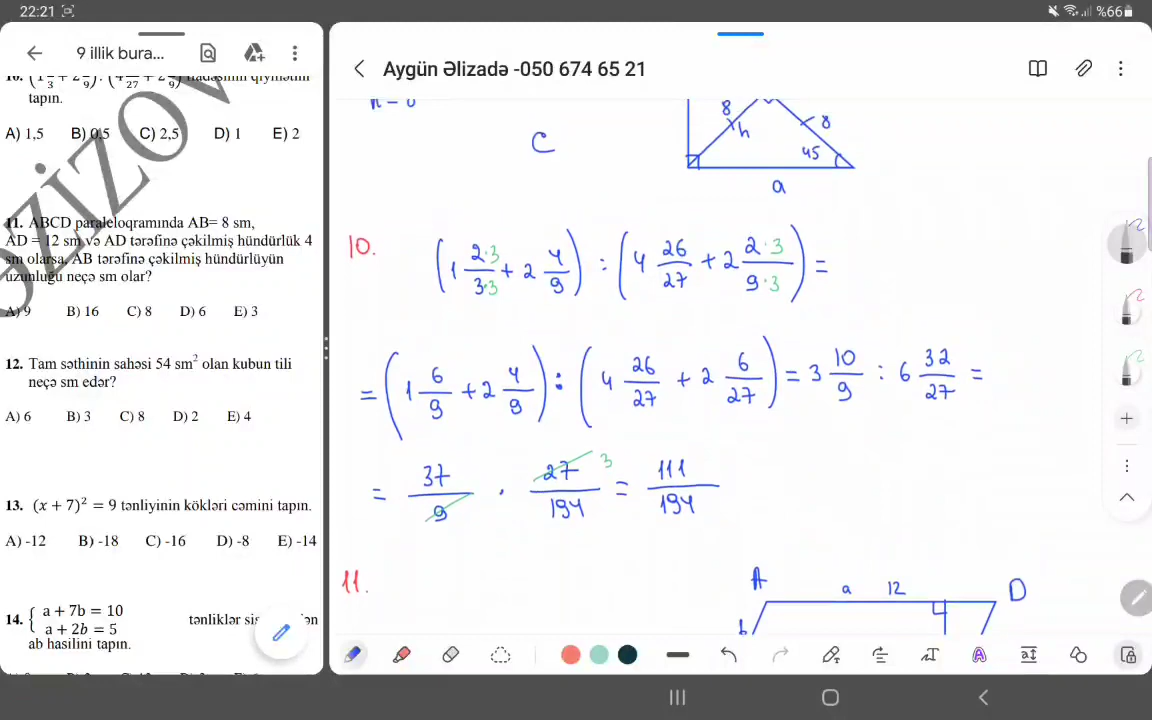 22:21 %66
9 illik bura...
tapın.
A) 1,5 B) 0,5 C) 2,5 D) 1 E) 2
11. ABCD paraleloqramında AB= 8 sm,
AD = 12 sm və AD tərəfinə çəkilmiş hündürlük 4
sm olarsa, AB tərəfinə çəkilmiş hündürlüyün
uzunluğu neçə sm olar?
A) 9 B) 16 C) 8 D) 6 E) 3
12. Tam səthinin sahəsi 54 sm² olan kubun tili
neçə sm edər?
A) 6 B) 3 C) 8 D) 2 E) 4
13. (x + 7)² = 9 tənliyinin kökləri cəmini tapın.
A) -12 B) -18 C) -16 D) -8 E) -14
14. { a + 7b = 10
a + 2b = 5 tənliklər
ab hasilini tapın.
Aygün Əlizadə -050 674 65 21
C
8 h 8
45
a
10. (1 2·3/3·3 + 2 4/9) : (4 26/27 + 2 2·3/9·3) =
= (1 6/9 + 2 4/9) : (4 26/27 + 2 6/27) = 3 10/9 : 6 32/27 =
= 37/9 · 27/194 3 = 111/194
11.
A a 12 D
4
b